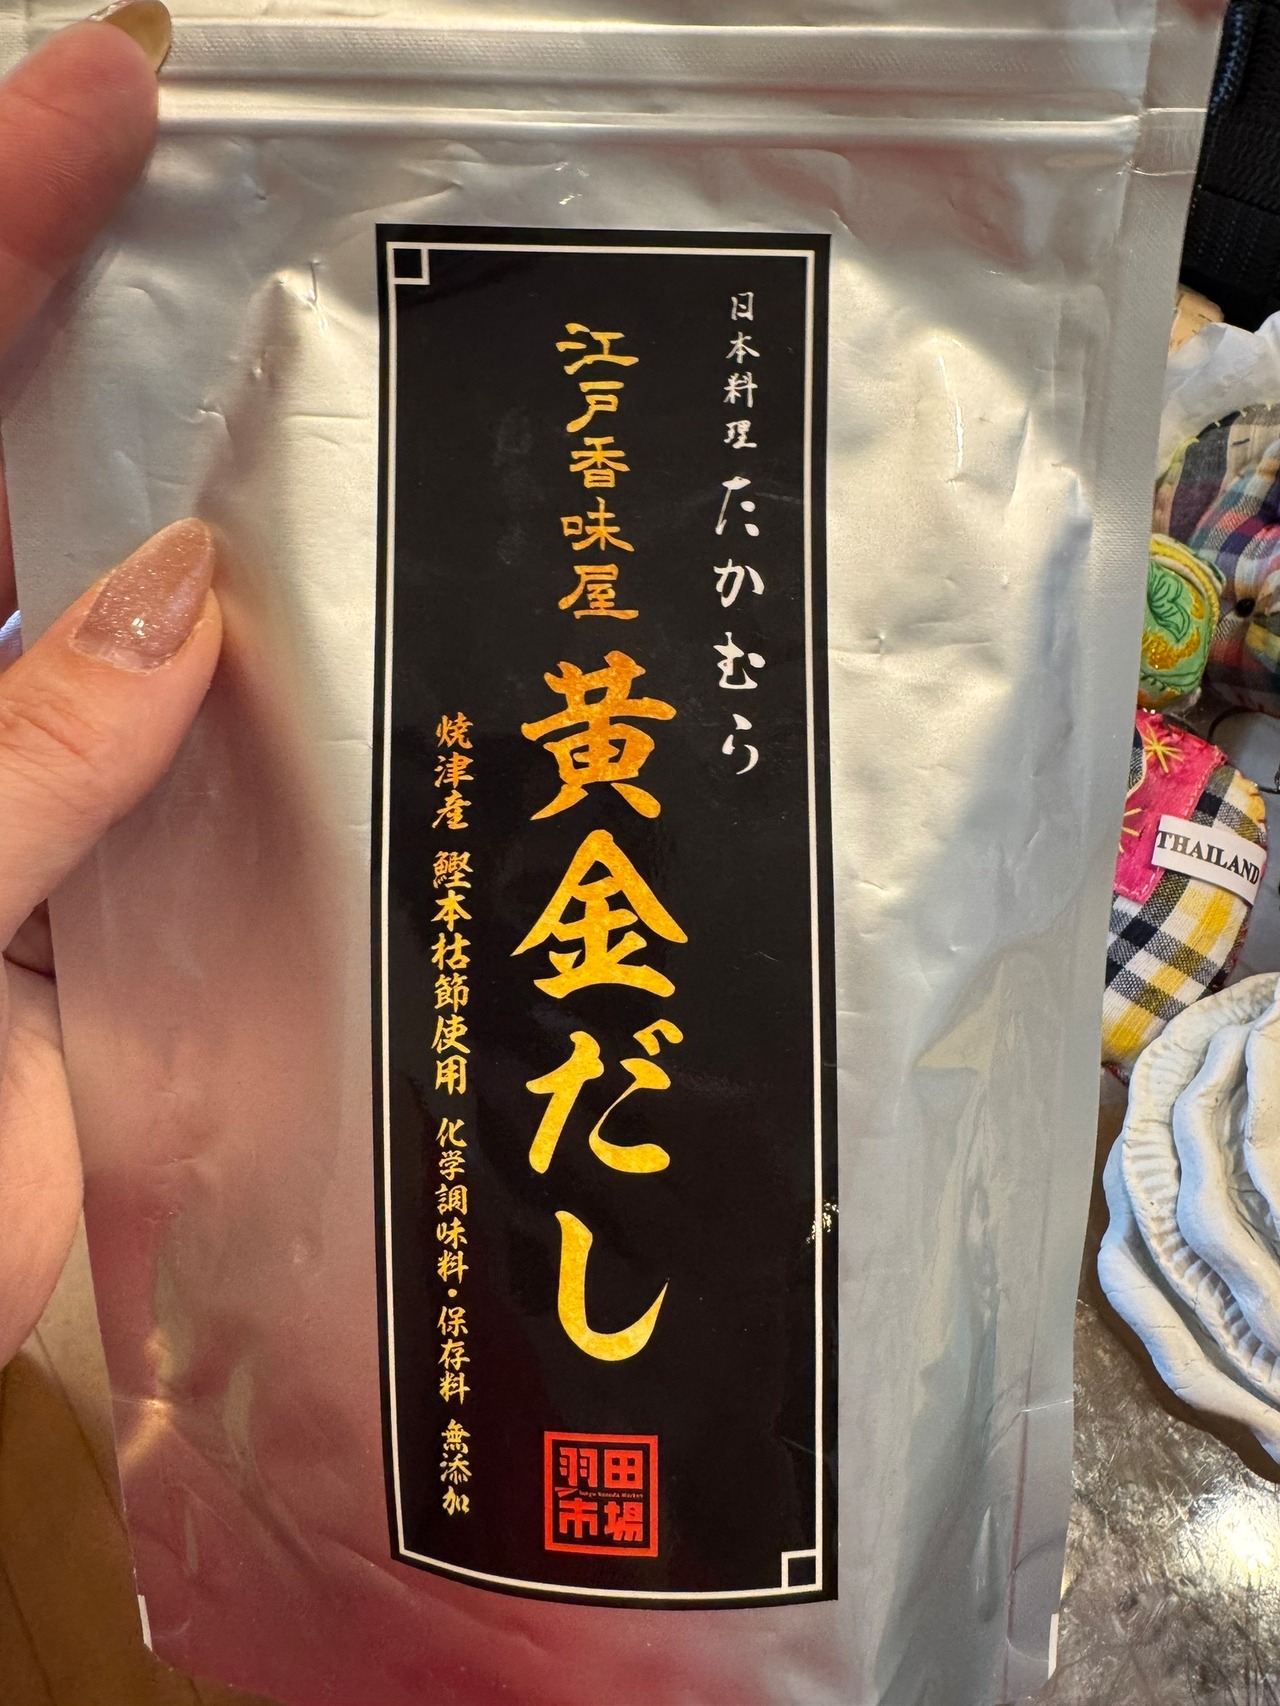 日本料理 たかむら
江戸香味屋 黄金だし
焼津産 鰹本枯節使用 化学調味料・保存料 無添加
羽田
市場
THAILAND